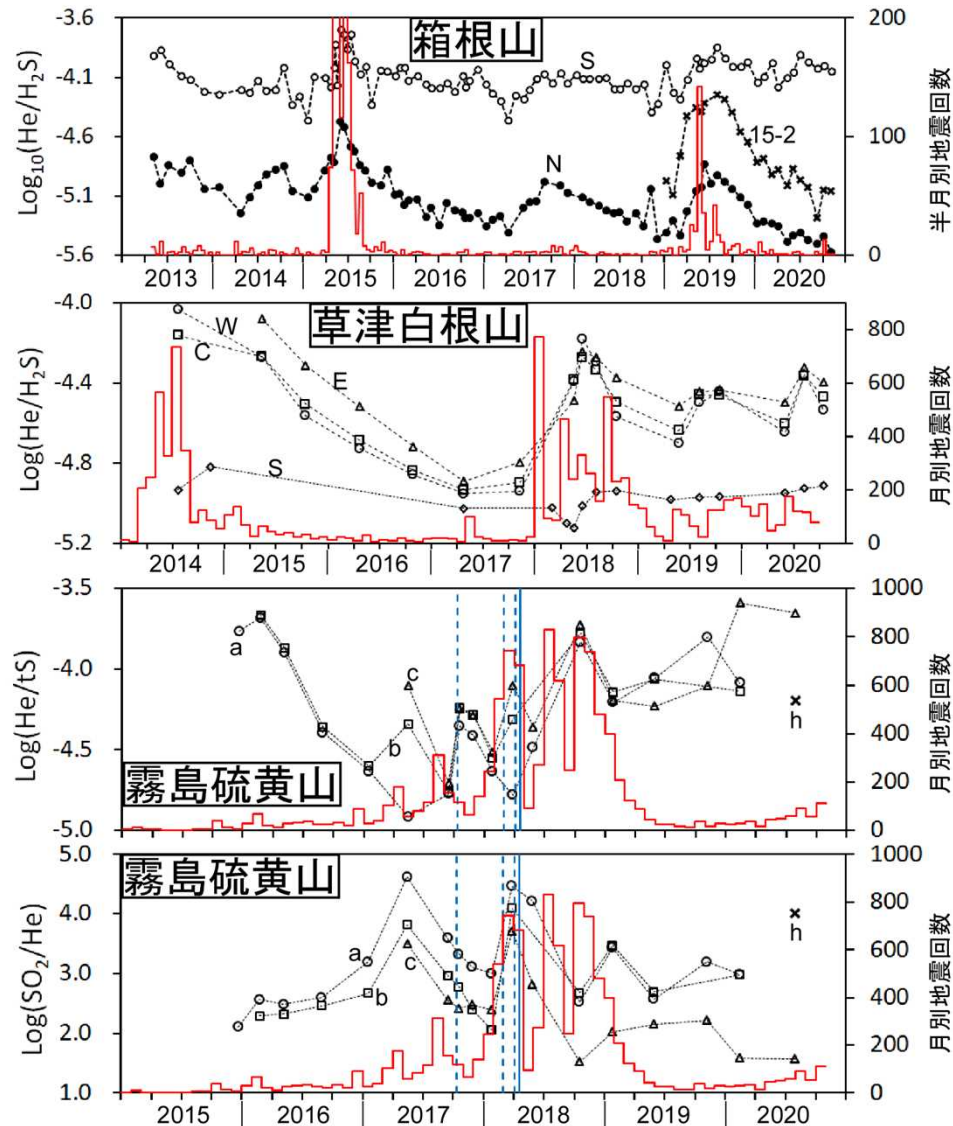 箱根山
Log10(He/H2S)
-3.6
-4.1
-4.6
-5.1
-5.6
S
15-2
N
200
100
0
半月別地震回数
2013 2014 2015 2016 2017 2018 2019 2020
草津白根山
Log(He/H2S)
-4.0
-4.4
-4.8
-5.2
W
C
E
S
800
600
400
200
0
月別地震回数
2014 2015 2016 2017 2018 2019 2020
霧島硫黄山
Log(He/tS)
-3.5
-4.0
-4.5
-5.0
a
c
b
h
1000
800
600
400
200
0
月別地震回数
霧島硫黄山
Log(SO2/He)
5.0
4.0
3.0
2.0
1.0
a
b
c
h
1000
800
600
400
200
0
月別地震回数
2015 2016 2017 2018 2019 2020